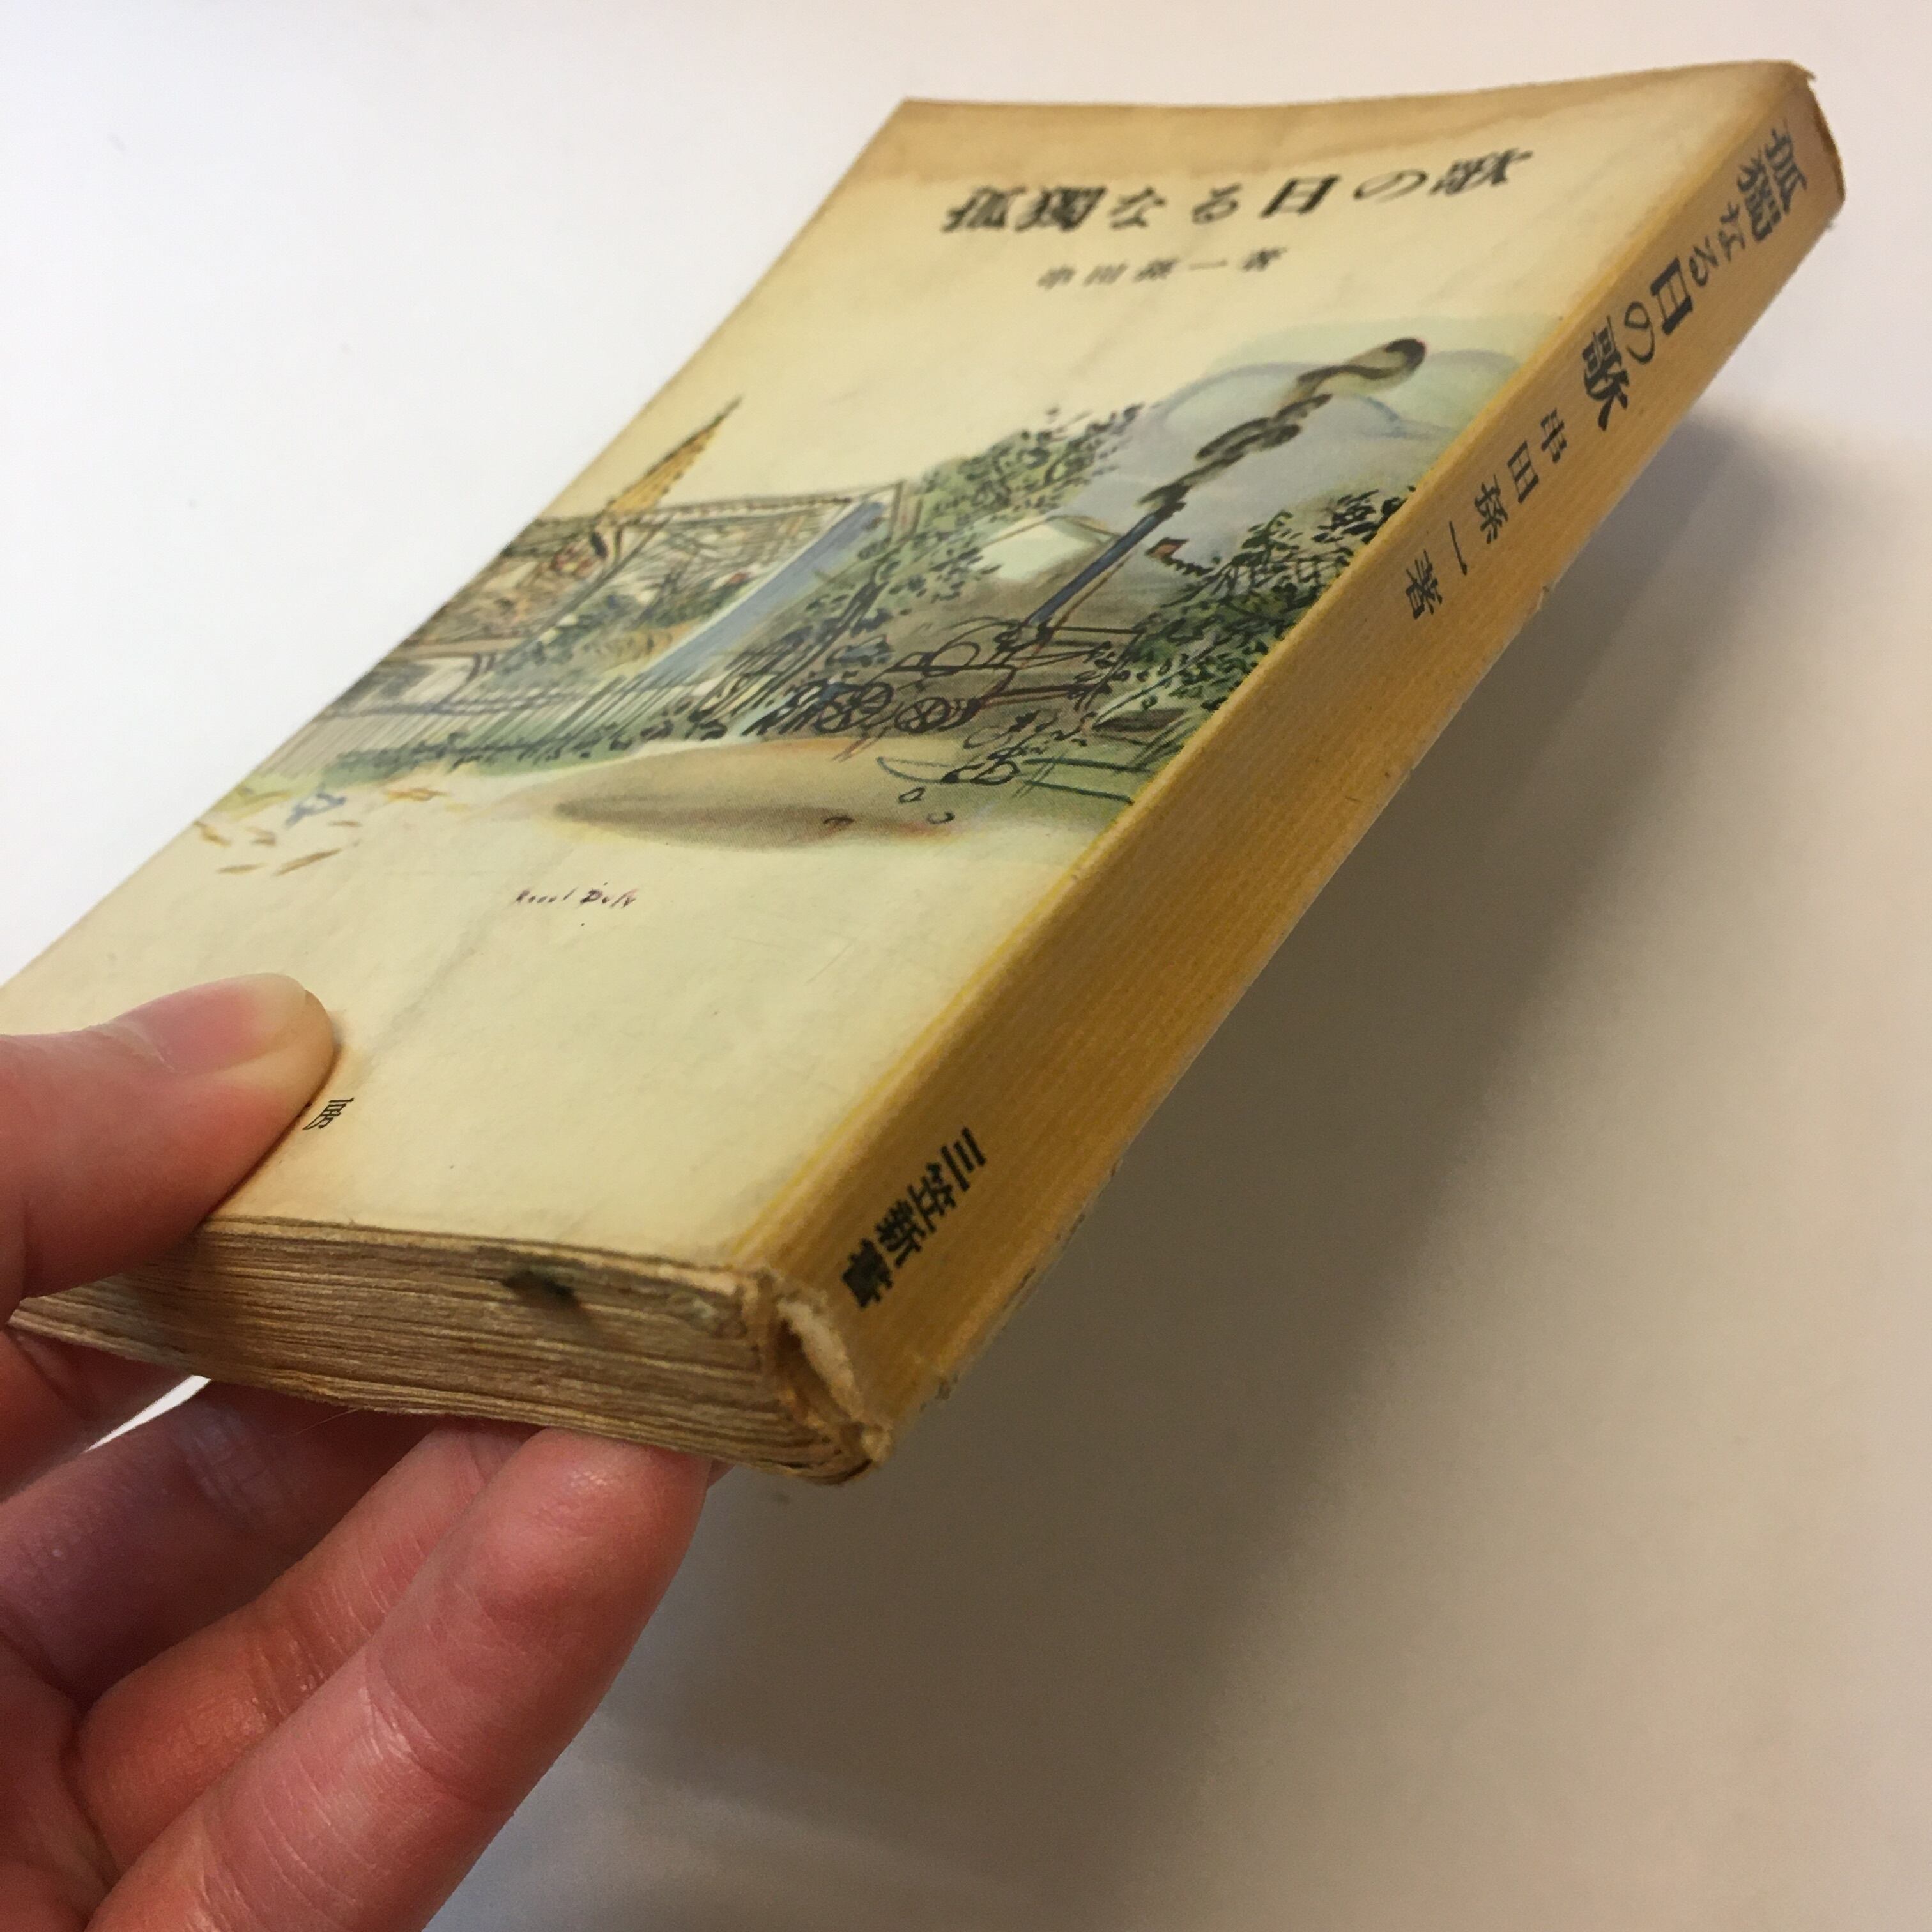 孤獨なる日の歌
串田孫一著
Raoul Dufy
房
孤獨なる日の歌
串田孫一著
三笠新書